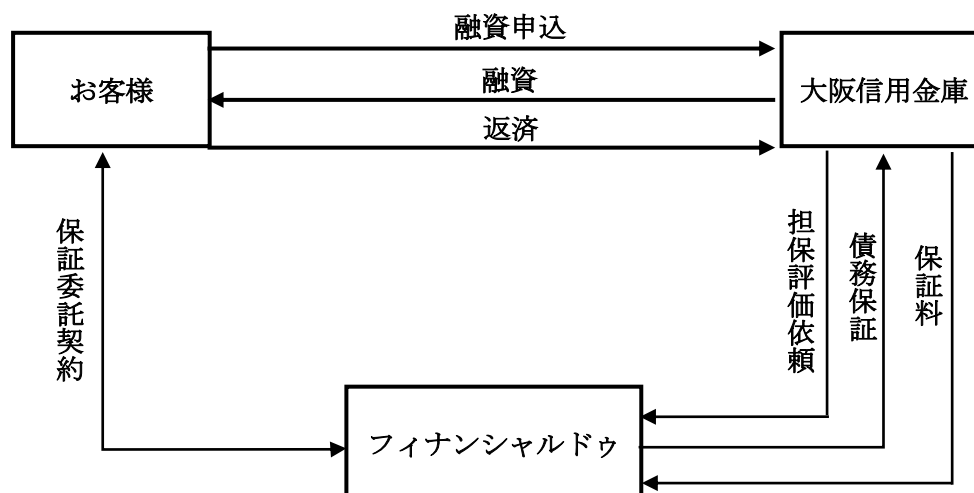 融資申込
お客様
融資
大阪信用金庫
返済
保証委託契約
担保評価依頼
債務保証
保証料
フィナンシャルドゥ